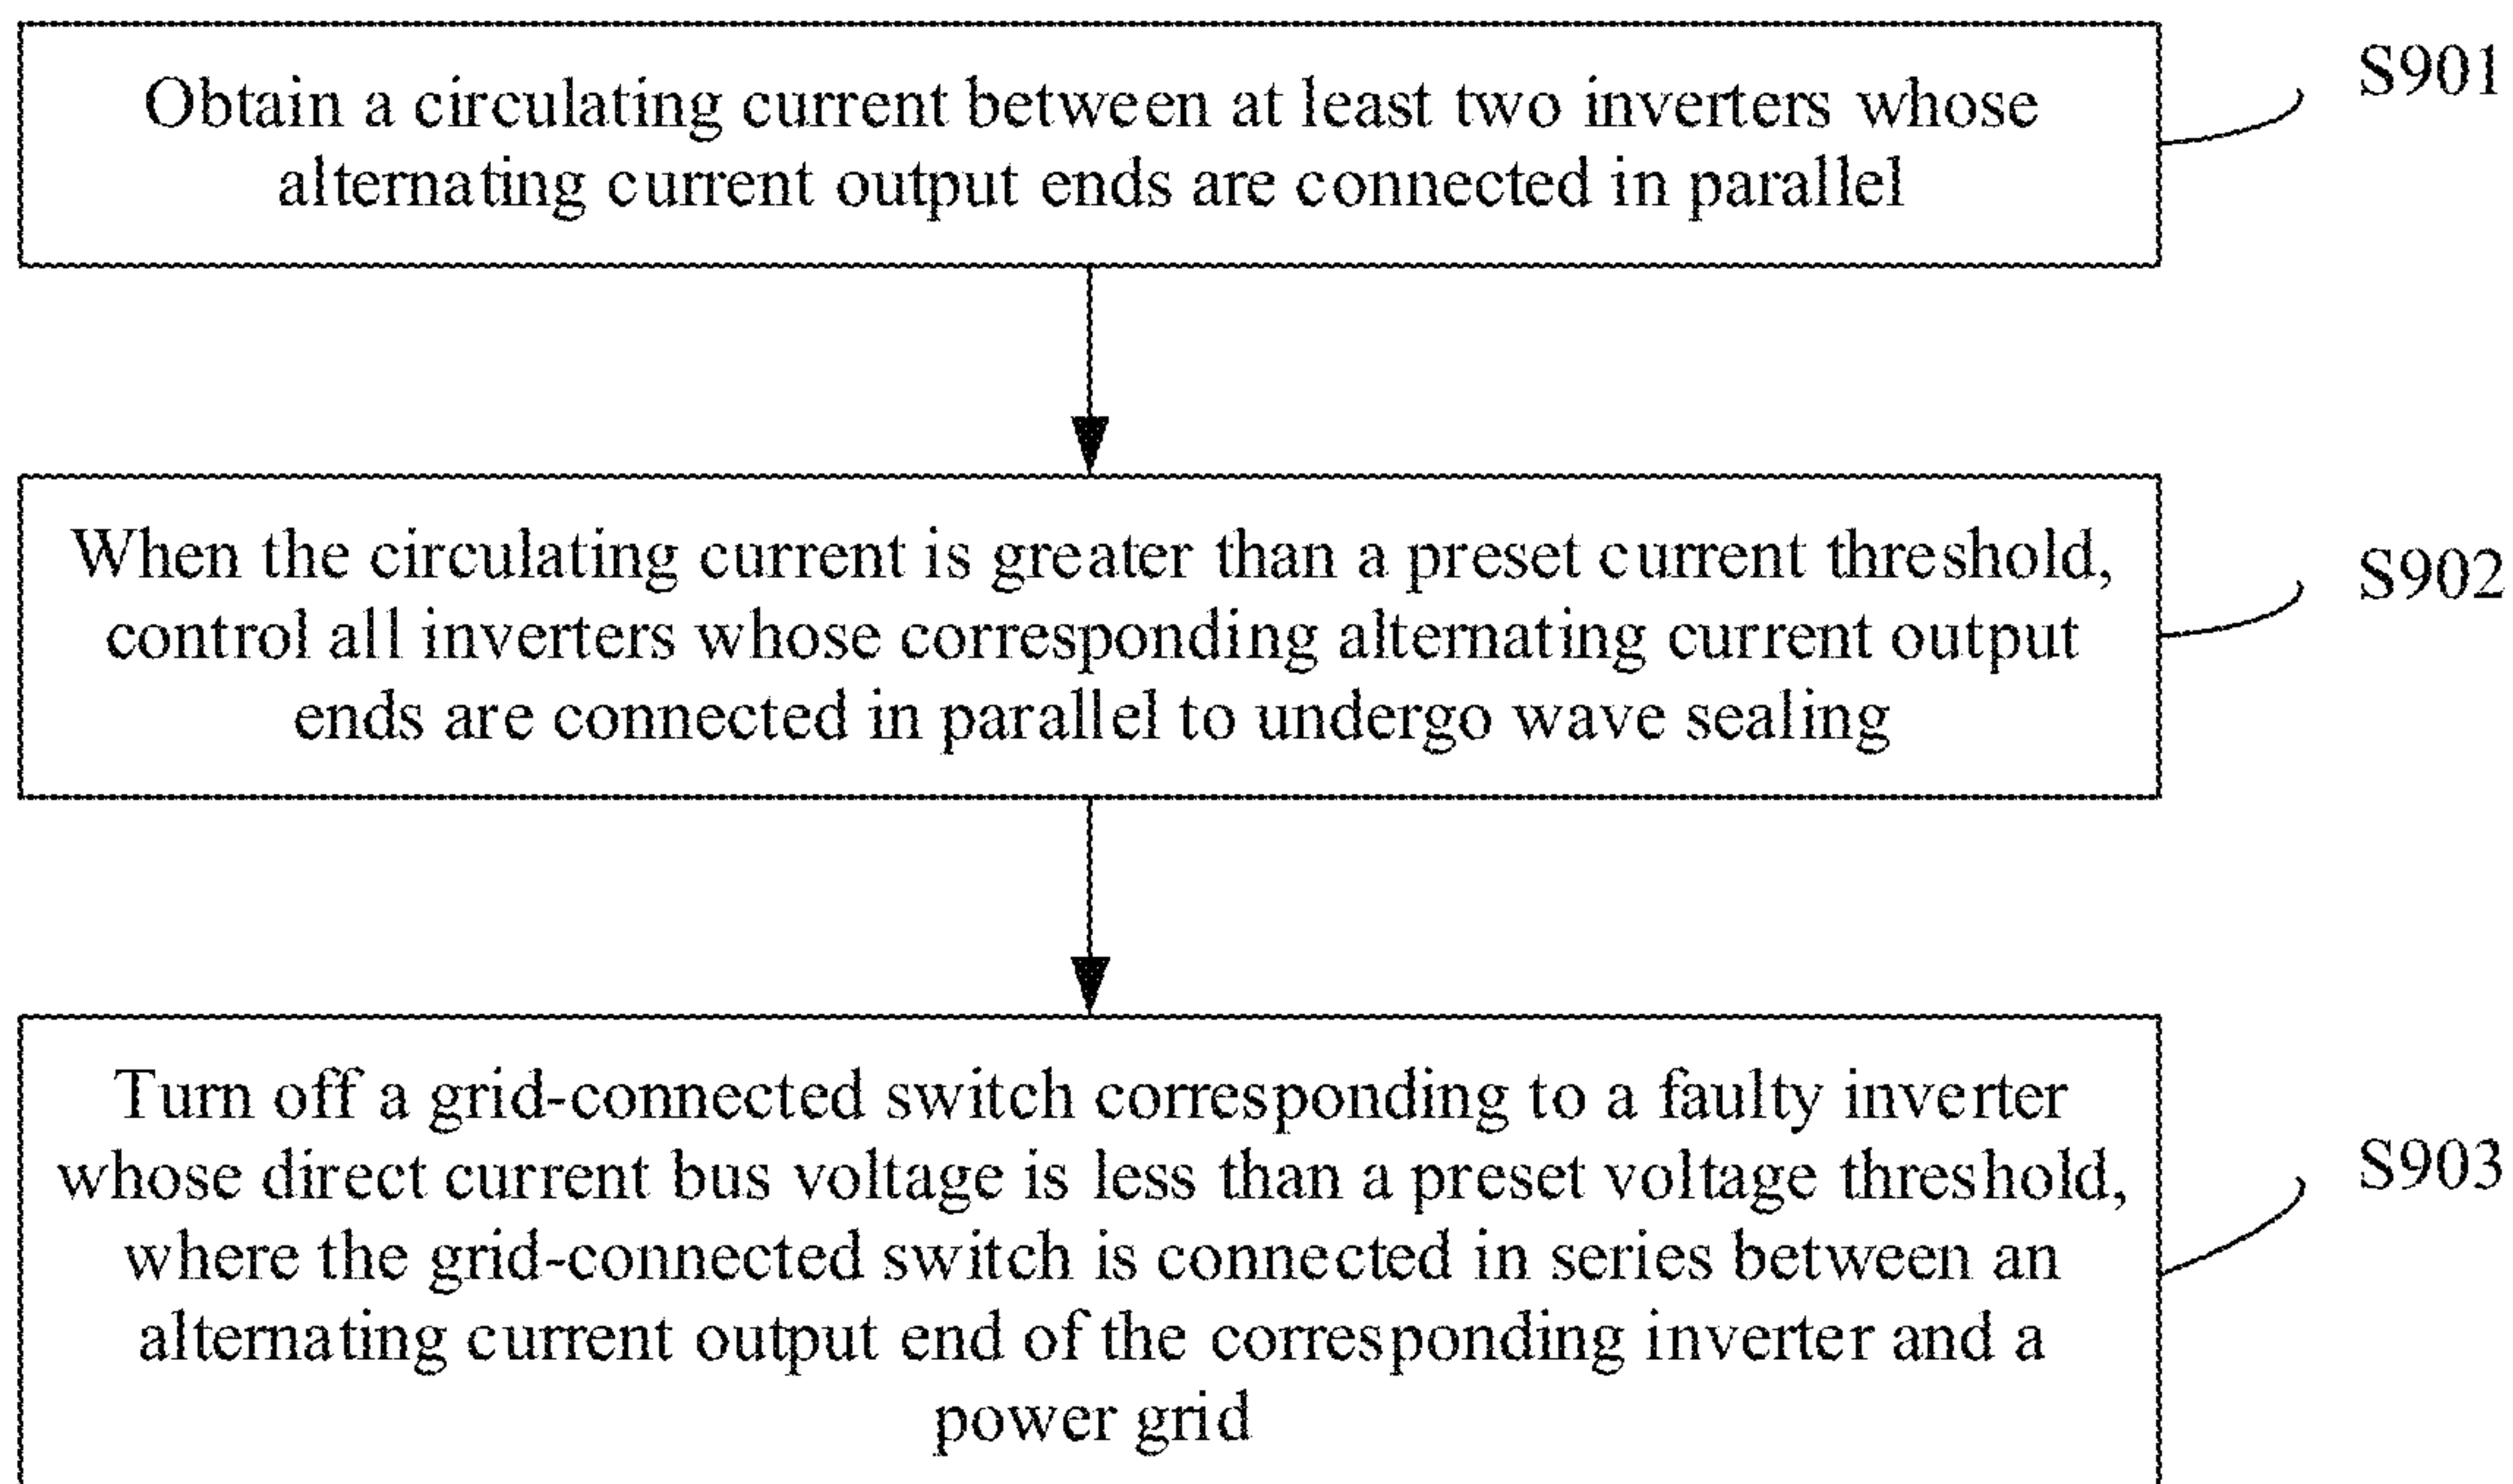 Obtain a circulating current between at least two inverters whose
alternating current output ends are connected in parallel
S901
When the circulating current is greater than a preset current threshold,
control all inverters whose corresponding alternating current output
ends are connected in parallel to undergo wave sealing
S902
Turn off a grid-connected switch corresponding to a faulty inverter
whose direct current bus voltage is less than a preset voltage threshold,
where the grid-connected switch is connected in series between an
alternating current output end of the corresponding inverter and a
power grid
S903